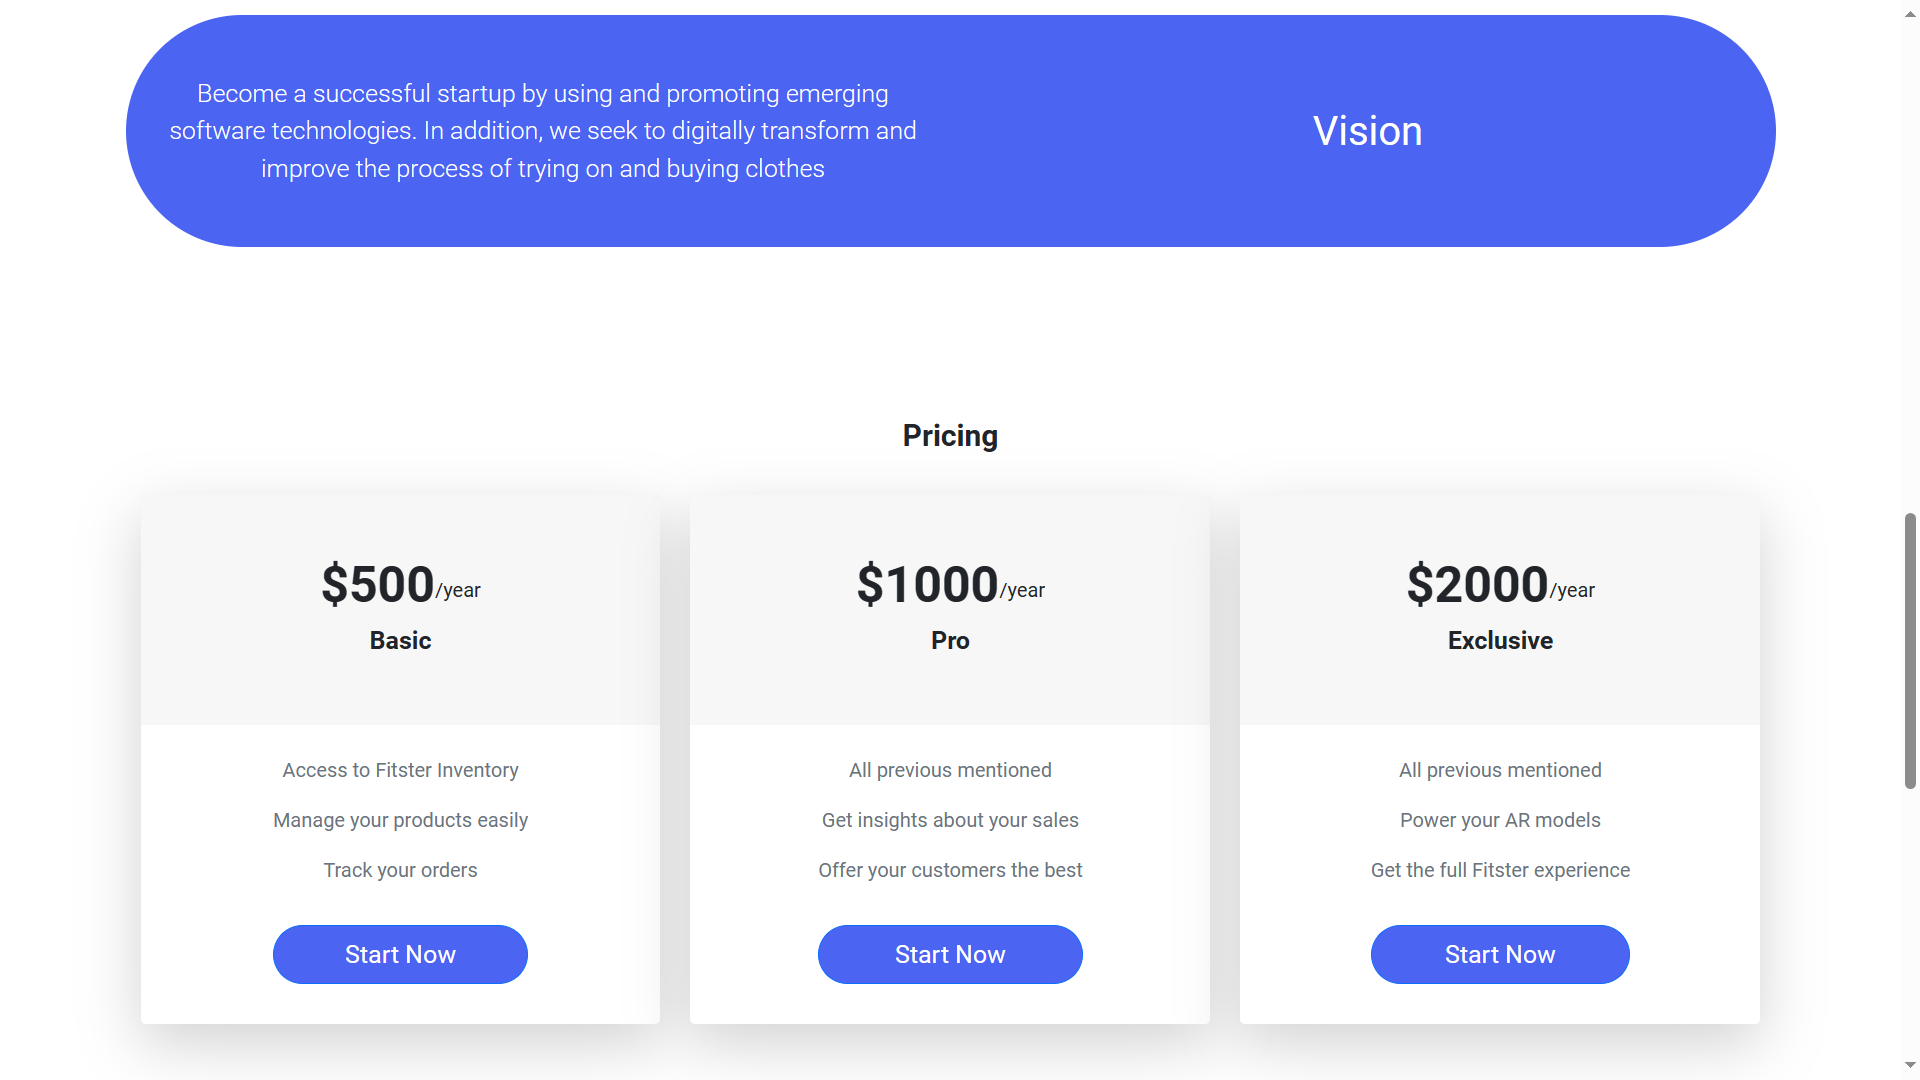 Become a successful startup by using and promoting emerging
software technologies. In addition, we seek to digitally transform and
improve the process of trying on and buying clothes
Vision
Pricing
$500/year
Basic
Access to Fitster Inventory
Manage your products easily
Track your orders
Start Now
$1000/year
Pro
All previous mentioned
Get insights about your sales
Offer your customers the best
Start Now
$2000/year
Exclusive
All previous mentioned
Power your AR models
Get the full Fitster experience
Start Now